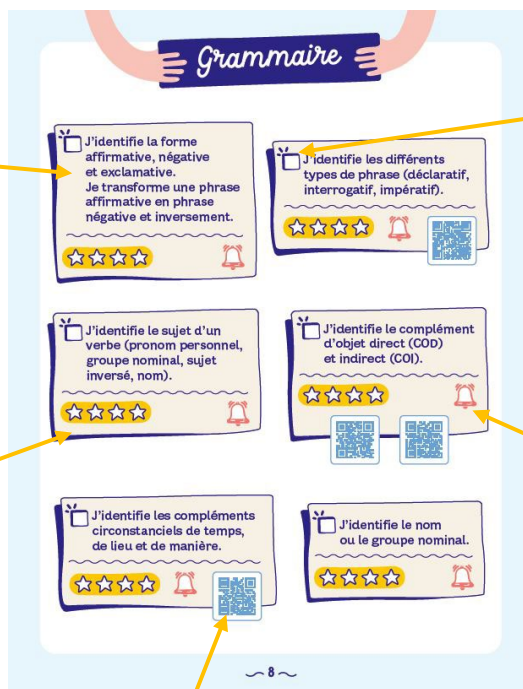 Grammaire
J'identifie la forme
affirmative, négative
et exclamative.
Je transforme une phrase
affirmative en phrase
négative et inversement.
J'identifie les différents
types de phrase (déclaratif,
interrogatif, impératif).
J'identifie le sujet d'un
verbe (pronom personnel,
groupe nominal, sujet
inversé, nom).
J'identifie le complément
d'objet direct (COD)
et indirect (COI).
J'identifie les compléments
circonstanciels de temps,
de lieu et de manière.
J'identifie le nom
ou le groupe nominal.
8